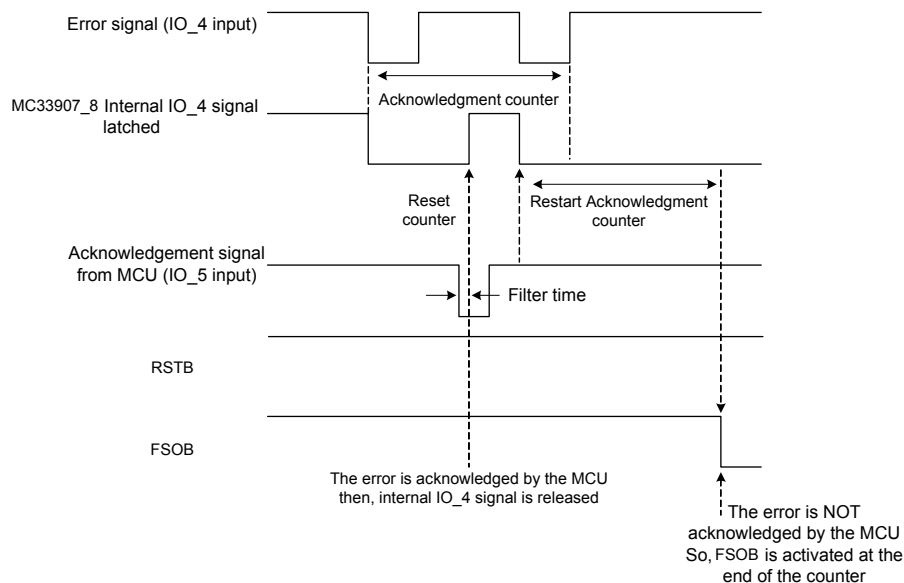 Error signal (IO_4 input)
Acknowledgment counter
MC33907_8 Internal IO_4 signal
latched
Reset
counter
Restart Acknowledgment
counter
Acknowledgement signal
from MCU (IO_5 input)
Filter time
RSTB
FSOB
The error is acknowledged by the MCU
then, internal IO_4 signal is released
The error is NOT
acknowledged by the MCU
So, FSOB is activated at the
end of the counter